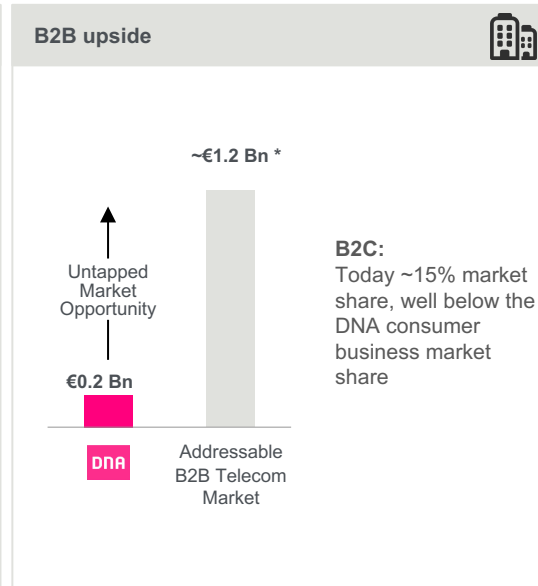 B2B upside
~€1.2 Bn *
Untapped
Market
Opportunity
€0.2 Bn
DNA
Addressable
B2B Telecom
Market
B2C:
Today ~15% market
share, well below the
DNA consumer
business market
share